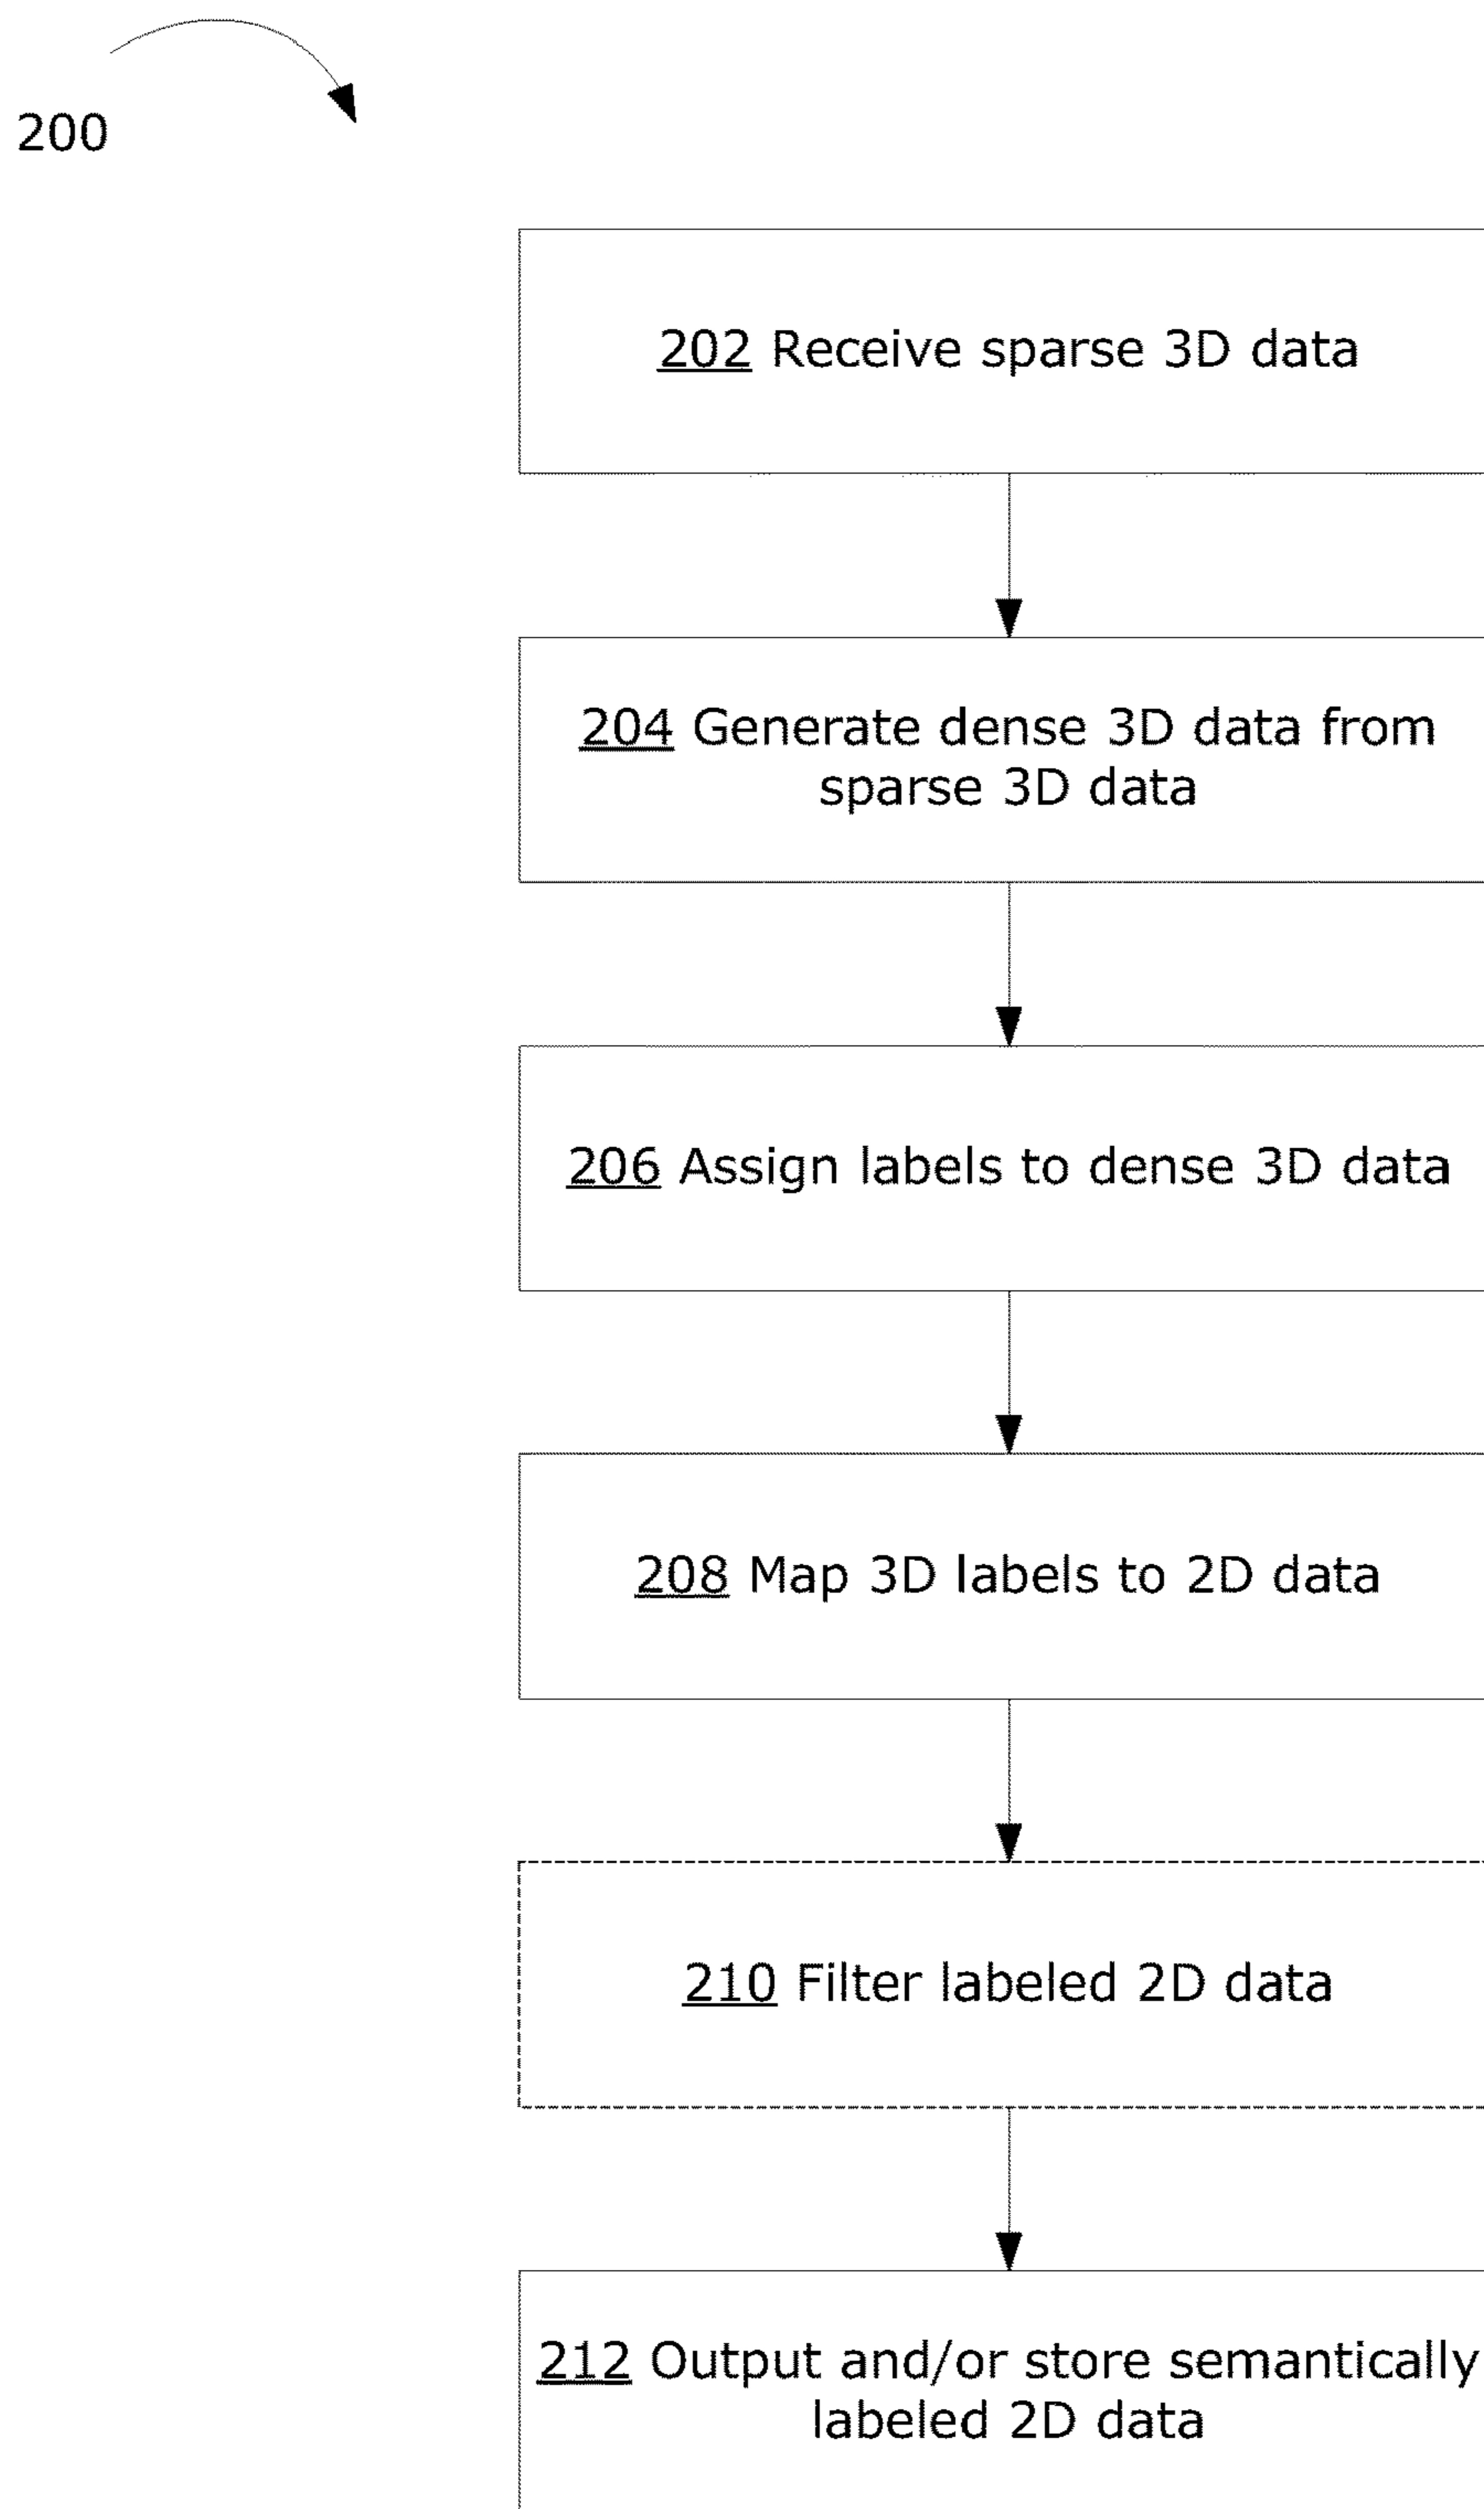 200
202 Receive sparse 3D data
204 Generate dense 3D data from
sparse 3D data
206 Assign labels to dense 3D data
208 Map 3D labels to 2D data
210 Filter labeled 2D data
212 Output and/or store semantically
labeled 2D data